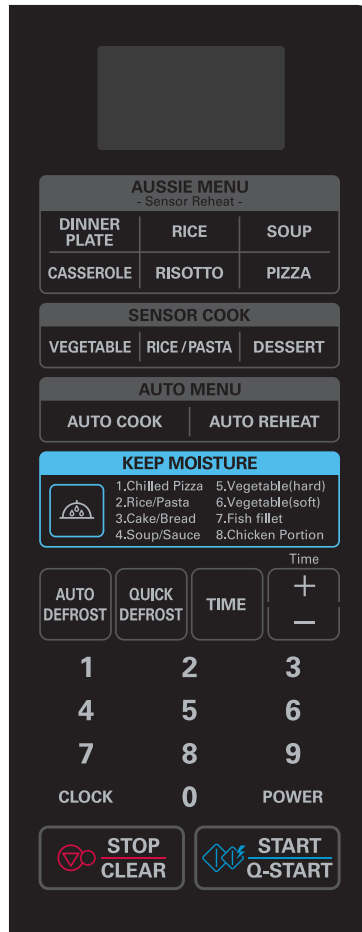 AUSSIE MENU
- Sensor Reheat -
DINNER PLATE RICE SOUP
CASSEROLE RISOTTO PIZZA
SENSOR COOK
VEGETABLE RICE / PASTA DESSERT
AUTO MENU
AUTO COOK AUTO REHEAT
KEEP MOISTURE
1.Chilled Pizza 5.Vegetable(hard)
2.Rice/Pasta 6.Vegetable(soft)
3.Cake/Bread 7.Fish fillet
4.Soup/Sauce 8.Chicken Portion
Time
AUTO DEFROST QUICK DEFROST TIME + −
1 2 3
4 5 6
7 8 9
CLOCK 0 POWER
STOP START
CLEAR Q-START